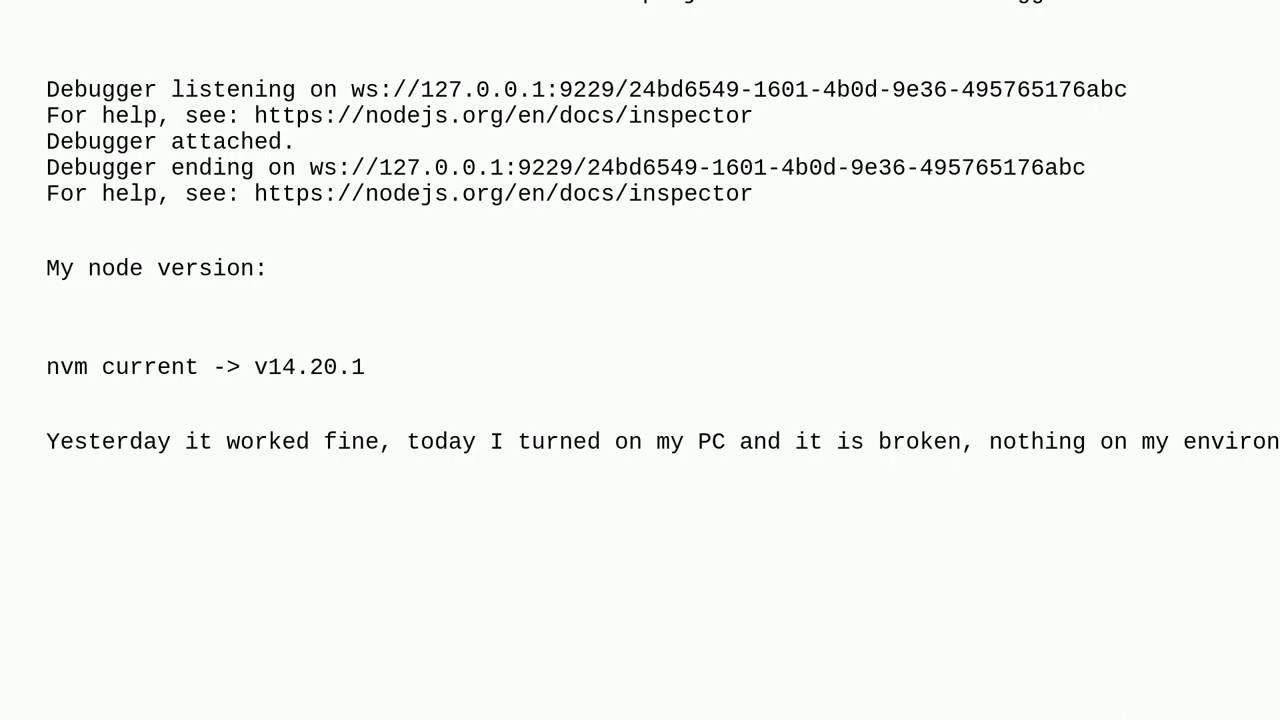 Debugger listening on ws://127.0.0.1:9229/24bd6549-1601-4b0d-9e36-495765176abc
For help, see: https://nodejs.org/en/docs/inspector
Debugger attached.
Debugger ending on ws://127.0.0.1:9229/24bd6549-1601-4b0d-9e36-495765176abc
For help, see: https://nodejs.org/en/docs/inspector
My node version:
nvm current -> v14.20.1
Yesterday it worked fine, today I turned on my PC and it is broken, nothing on my environ